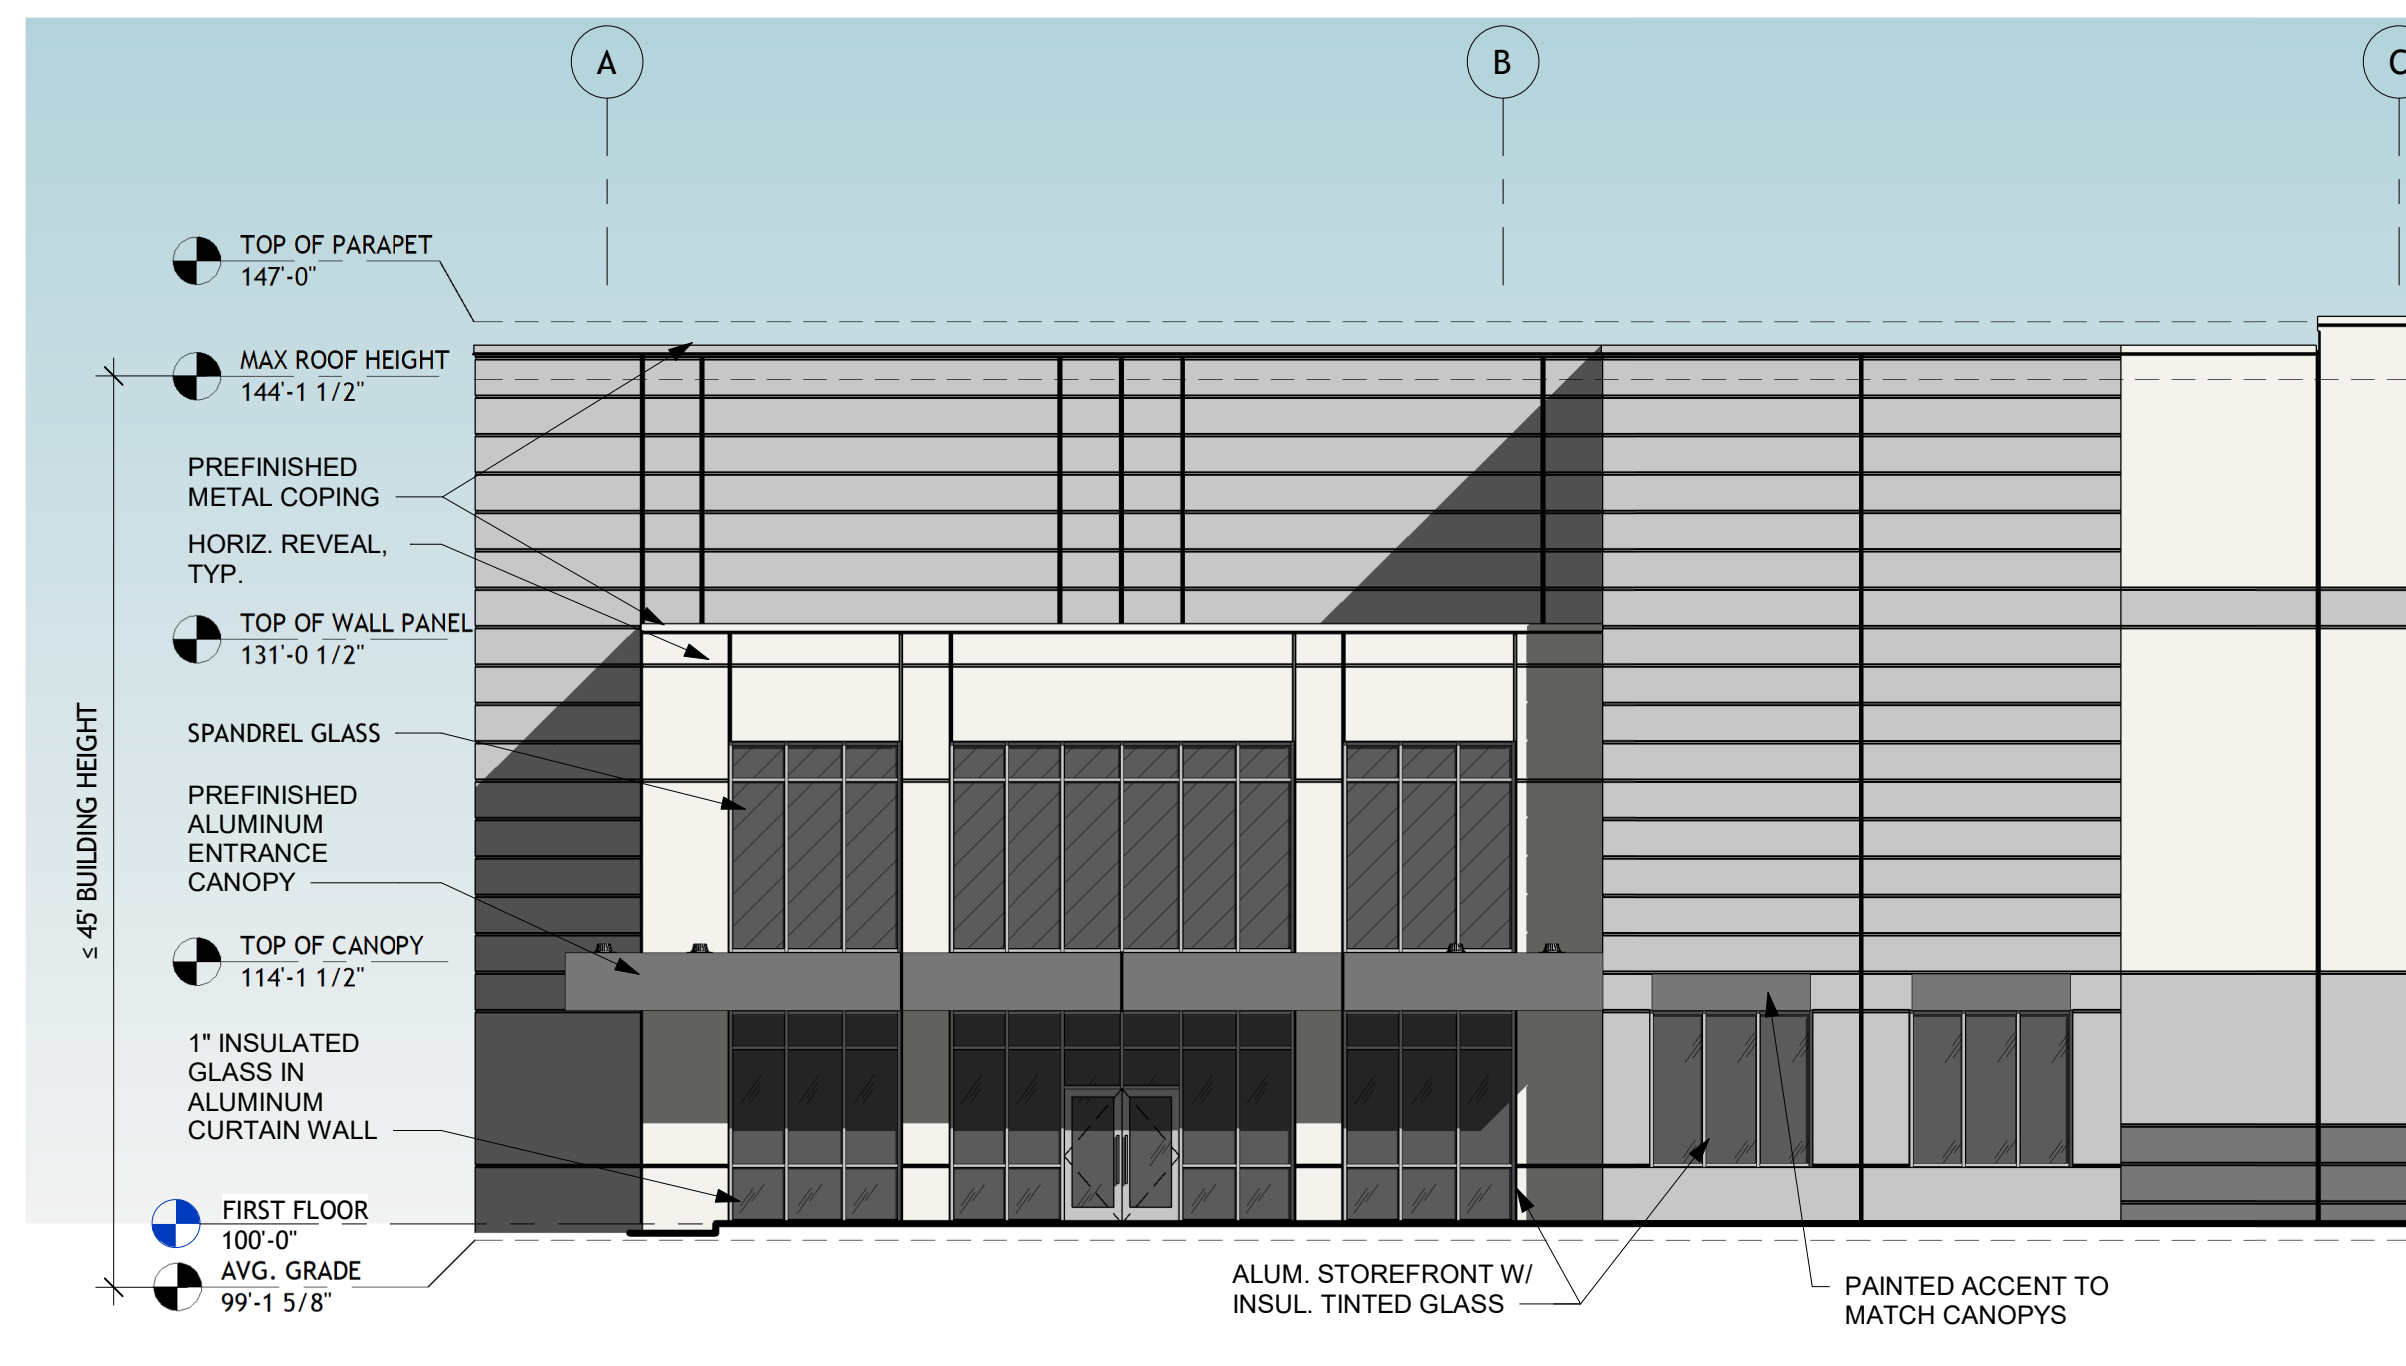 A
B
C
TOP OF PARAPET
147'-0"
MAX ROOF HEIGHT
144'-1 1/2"
PREFINISHED
METAL COPING
HORIZ. REVEAL,
TYP.
TOP OF WALL PANEL
131'-0 1/2"
SPANDREL GLASS
PREFINISHED
ALUMINUM
ENTRANCE
CANOPY
≤ 45' BUILDING HEIGHT
TOP OF CANOPY
114'-1 1/2"
1" INSULATED
GLASS IN
ALUMINUM
CURTAIN WALL
FIRST FLOOR
100'-0"
AVG. GRADE
99'-1 5/8"
ALUM. STOREFRONT W/
INSUL. TINTED GLASS
PAINTED ACCENT TO
MATCH CANOPYS